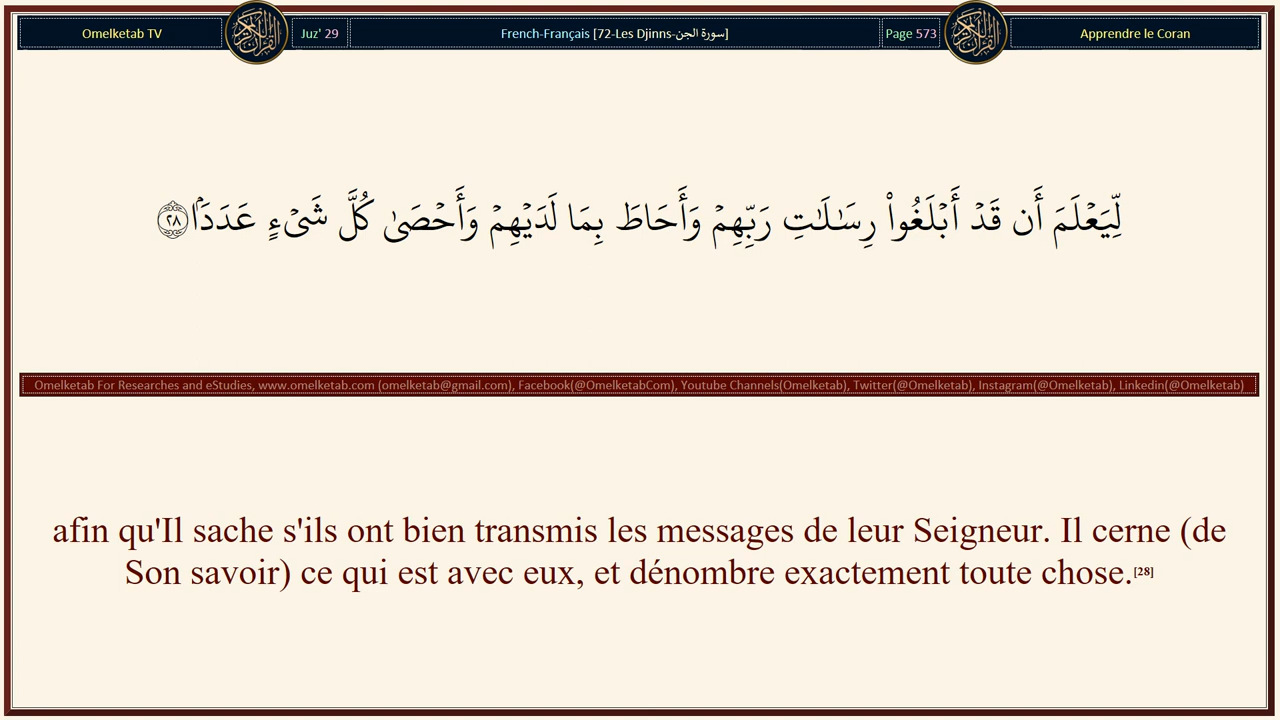 Omelketab TV
Juz' 29
French-Français [72-Les Djinns-سورة الجن]
Page 573
Apprendre le Coran
لِّيَعۡلَمَ أَن قَدۡ أَبۡلَغُواْ رِسَٰلَٰتِ رَبِّهِمۡ وَأَحَاطَ بِمَا لَدَيۡهِمۡ وَأَحۡصَىٰ كُلَّ شَيۡءٍ عَدَدَۢا ٢٨
Omelketab For Researches and eStudies, www.omelketab.com (omelketab@gmail.com), Facebook(@OmelketabCom), Youtube Channels(Omelketab), Twitter(@Omelketab), Instagram(@Omelketab), Linkedin(@Omelketab)
afin qu'Il sache s'ils ont bien transmis les messages de leur Seigneur. Il cerne (de
Son savoir) ce qui est avec eux, et dénombre exactement toute chose.[28]